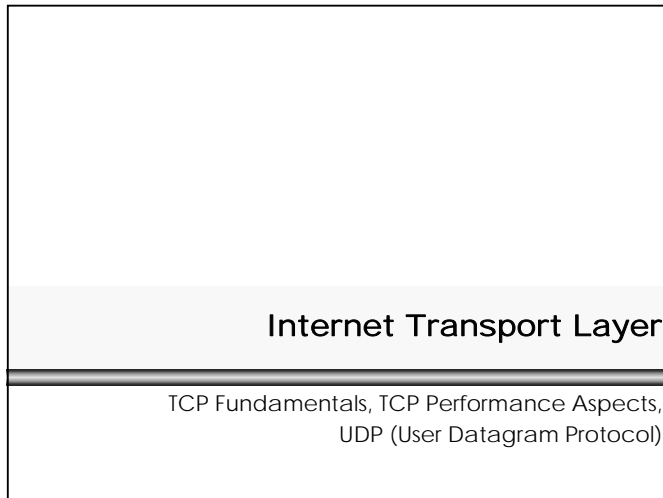 Internet Transport Layer
TCP Fundamentals, TCP Performance Aspects,
UDP (User Datagram Protocol)